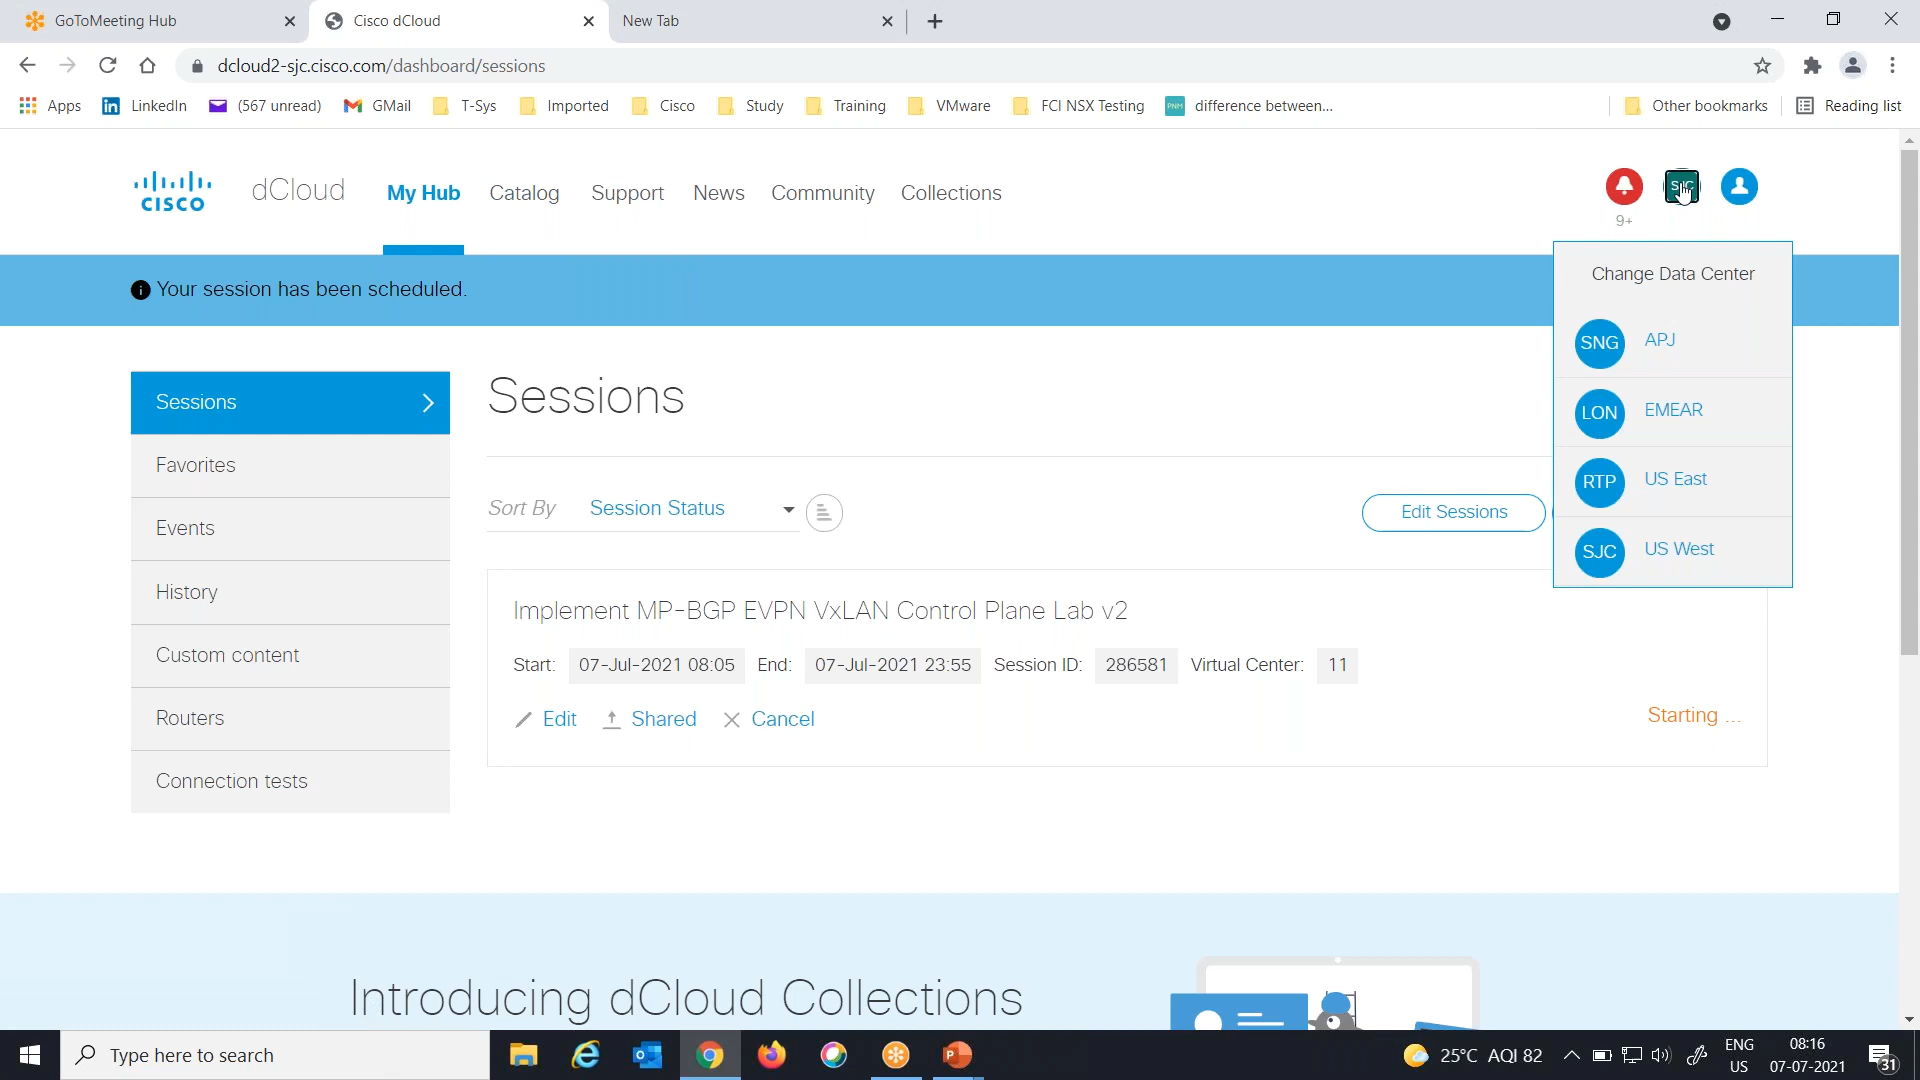 GoToMeeting Hub Cisco dCloud New Tab
dcloud2-sjc.cisco.com/dashboard/sessions
Apps LinkedIn (567 unread) GMail T-Sys Imported Cisco Study Training VMware FCI NSX Testing PNM difference between... Other bookmarks Reading list
CISCO dCloud My Hub Catalog Support News Community Collections
9+
Your session has been scheduled.
Change Data Center
SNG APJ
LON EMEAR
RTP US East
SJC US West
Sessions
Favorites
Events
History
Custom content
Routers
Connection tests
Sessions
Sort By Session Status Edit Sessions
Implement MP-BGP EVPN VxLAN Control Plane Lab v2
Start: 07-Jul-2021 08:05 End: 07-Jul-2021 23:55 Session ID: 286581 Virtual Center: 11
Edit Shared Cancel Starting ...
Introducing dCloud Collections
Type here to search
25°C AQI 82
ENG
US
08:16
07-07-2021
31